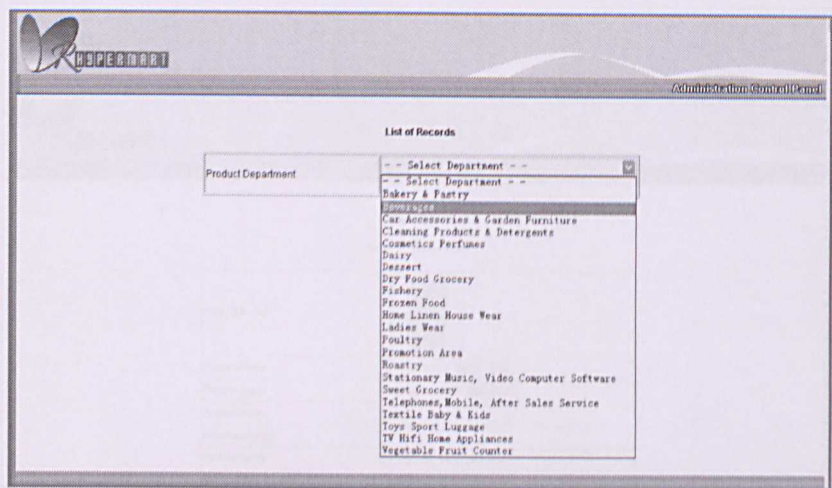 RHYPERMART
Administration Control Panel
List of Records
Product Department
- - Select Department - -
- - Select Department - -
Bakery & Pastry
Beverages
Car Accessories & Garden Furniture
Cleaning Products & Detergents
Cosmetics Perfumes
Dairy
Dessert
Dry Food Grocery
Fishery
Frozen Food
Home Linen House Wear
Ladies Wear
Poultry
Promotion Area
Roastry
Stationary Music, Video Computer Software
Sweet Grocery
Telephones,Mobile, After Sales Service
Textile Baby & Kids
Toys Sport Luggage
TV Hifi Home Appliances
Vegetable Fruit Counter